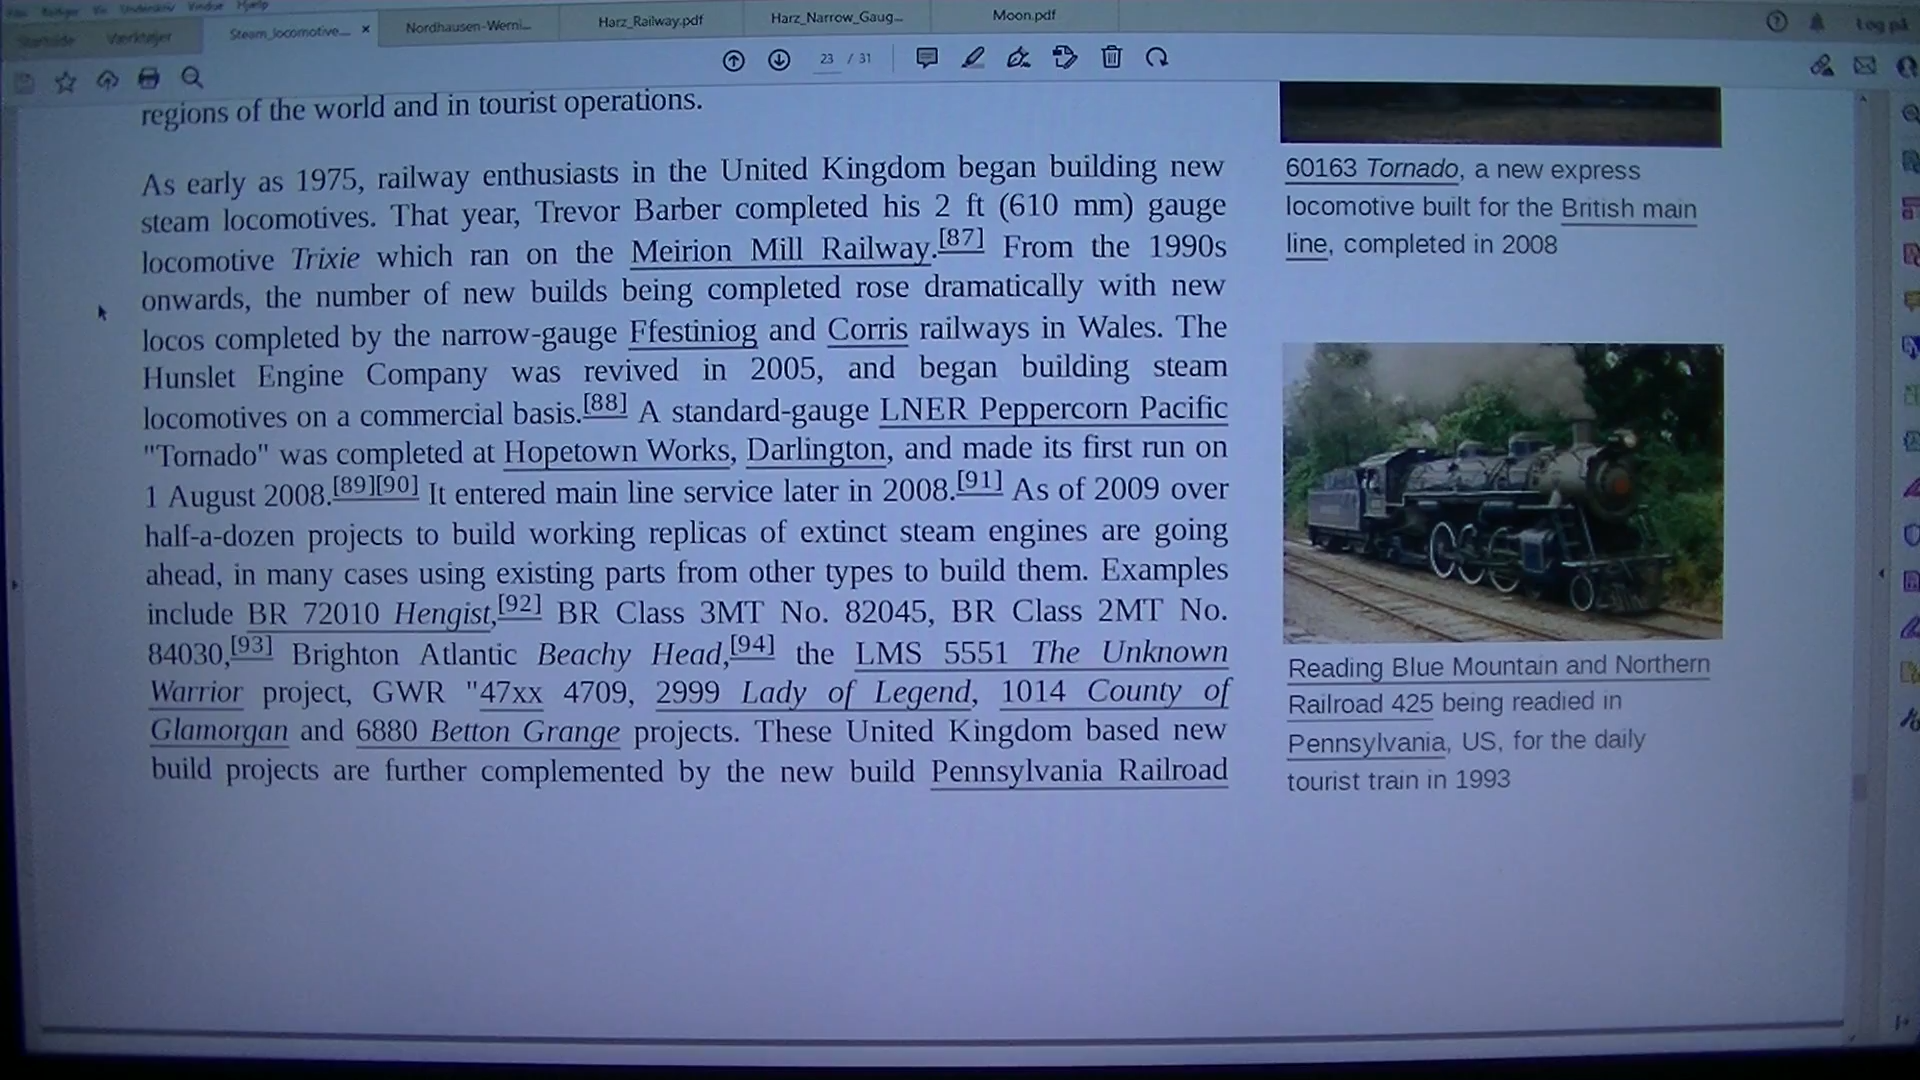 Filer Rediger Vis Underskriv Vindue Hjælp
Startside Værktøjer Steam_locomotive... × Nordhausen-Werni... Harz_Railway.pdf Harz_Narrow_Gaug... Moon.pdf Log på
23 / 31
regions of the world and in tourist operations.
As early as 1975, railway enthusiasts in the United Kingdom began building new
steam locomotives. That year, Trevor Barber completed his 2 ft (610 mm) gauge
locomotive Trixie which ran on the Meirion Mill Railway.[87] From the 1990s
onwards, the number of new builds being completed rose dramatically with new
locos completed by the narrow-gauge Ffestiniog and Corris railways in Wales. The
Hunslet Engine Company was revived in 2005, and began building steam
locomotives on a commercial basis.[88] A standard-gauge LNER Peppercorn Pacific
"Tornado" was completed at Hopetown Works, Darlington, and made its first run on
1 August 2008.[89][90] It entered main line service later in 2008.[91] As of 2009 over
half-a-dozen projects to build working replicas of extinct steam engines are going
ahead, in many cases using existing parts from other types to build them. Examples
include BR 72010 Hengist,[92] BR Class 3MT No. 82045, BR Class 2MT No.
84030,[93] Brighton Atlantic Beachy Head,[94] the LMS 5551 The Unknown
Warrior project, GWR "47xx 4709, 2999 Lady of Legend, 1014 County of
Glamorgan and 6880 Betton Grange projects. These United Kingdom based new
build projects are further complemented by the new build Pennsylvania Railroad
60163 Tornado, a new express
locomotive built for the British main
line, completed in 2008
Reading Blue Mountain and Northern
Railroad 425 being readied in
Pennsylvania, US, for the daily
tourist train in 1993